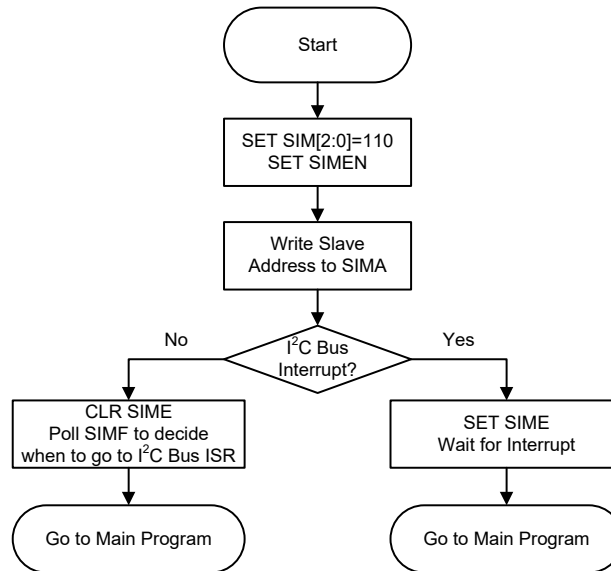 Start
SET SIM[2:0]=110
SET SIMEN
Write Slave
Address to SIMA
I²C Bus
Interrupt?
No
Yes
CLR SIME
Poll SIMF to decide
when to go to I²C Bus ISR
SET SIME
Wait for Interrupt
Go to Main Program
Go to Main Program